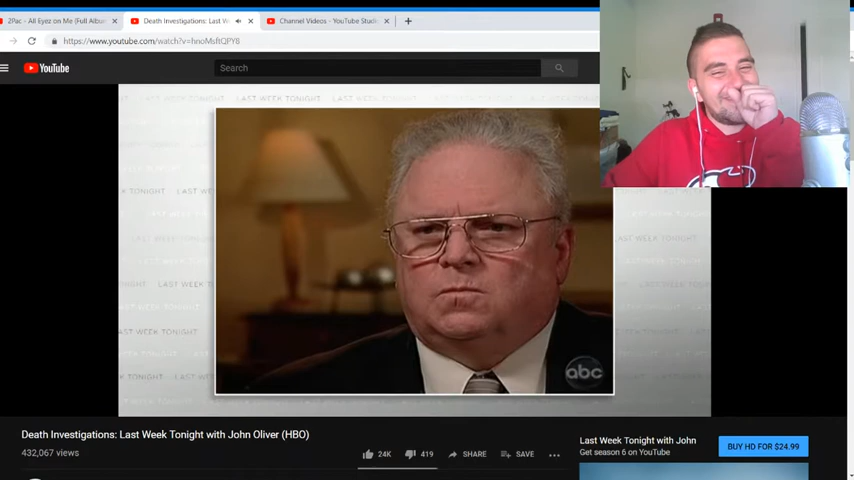 2Pac - All Eyez on Me (Full Album
Death Investigations: Last W
Channel Videos - YouTube Studi
https://www.youtube.com/watch?v=hnoMsftQPY8
YouTube
Search
LAST WEEK TONIGHT
abc
Death Investigations: Last Week Tonight with John Oliver (HBO)
432,067 views
24K
419
SHARE
SAVE
Last Week Tonight with John
Get season 6 on YouTube
BUY HD FOR $24.99